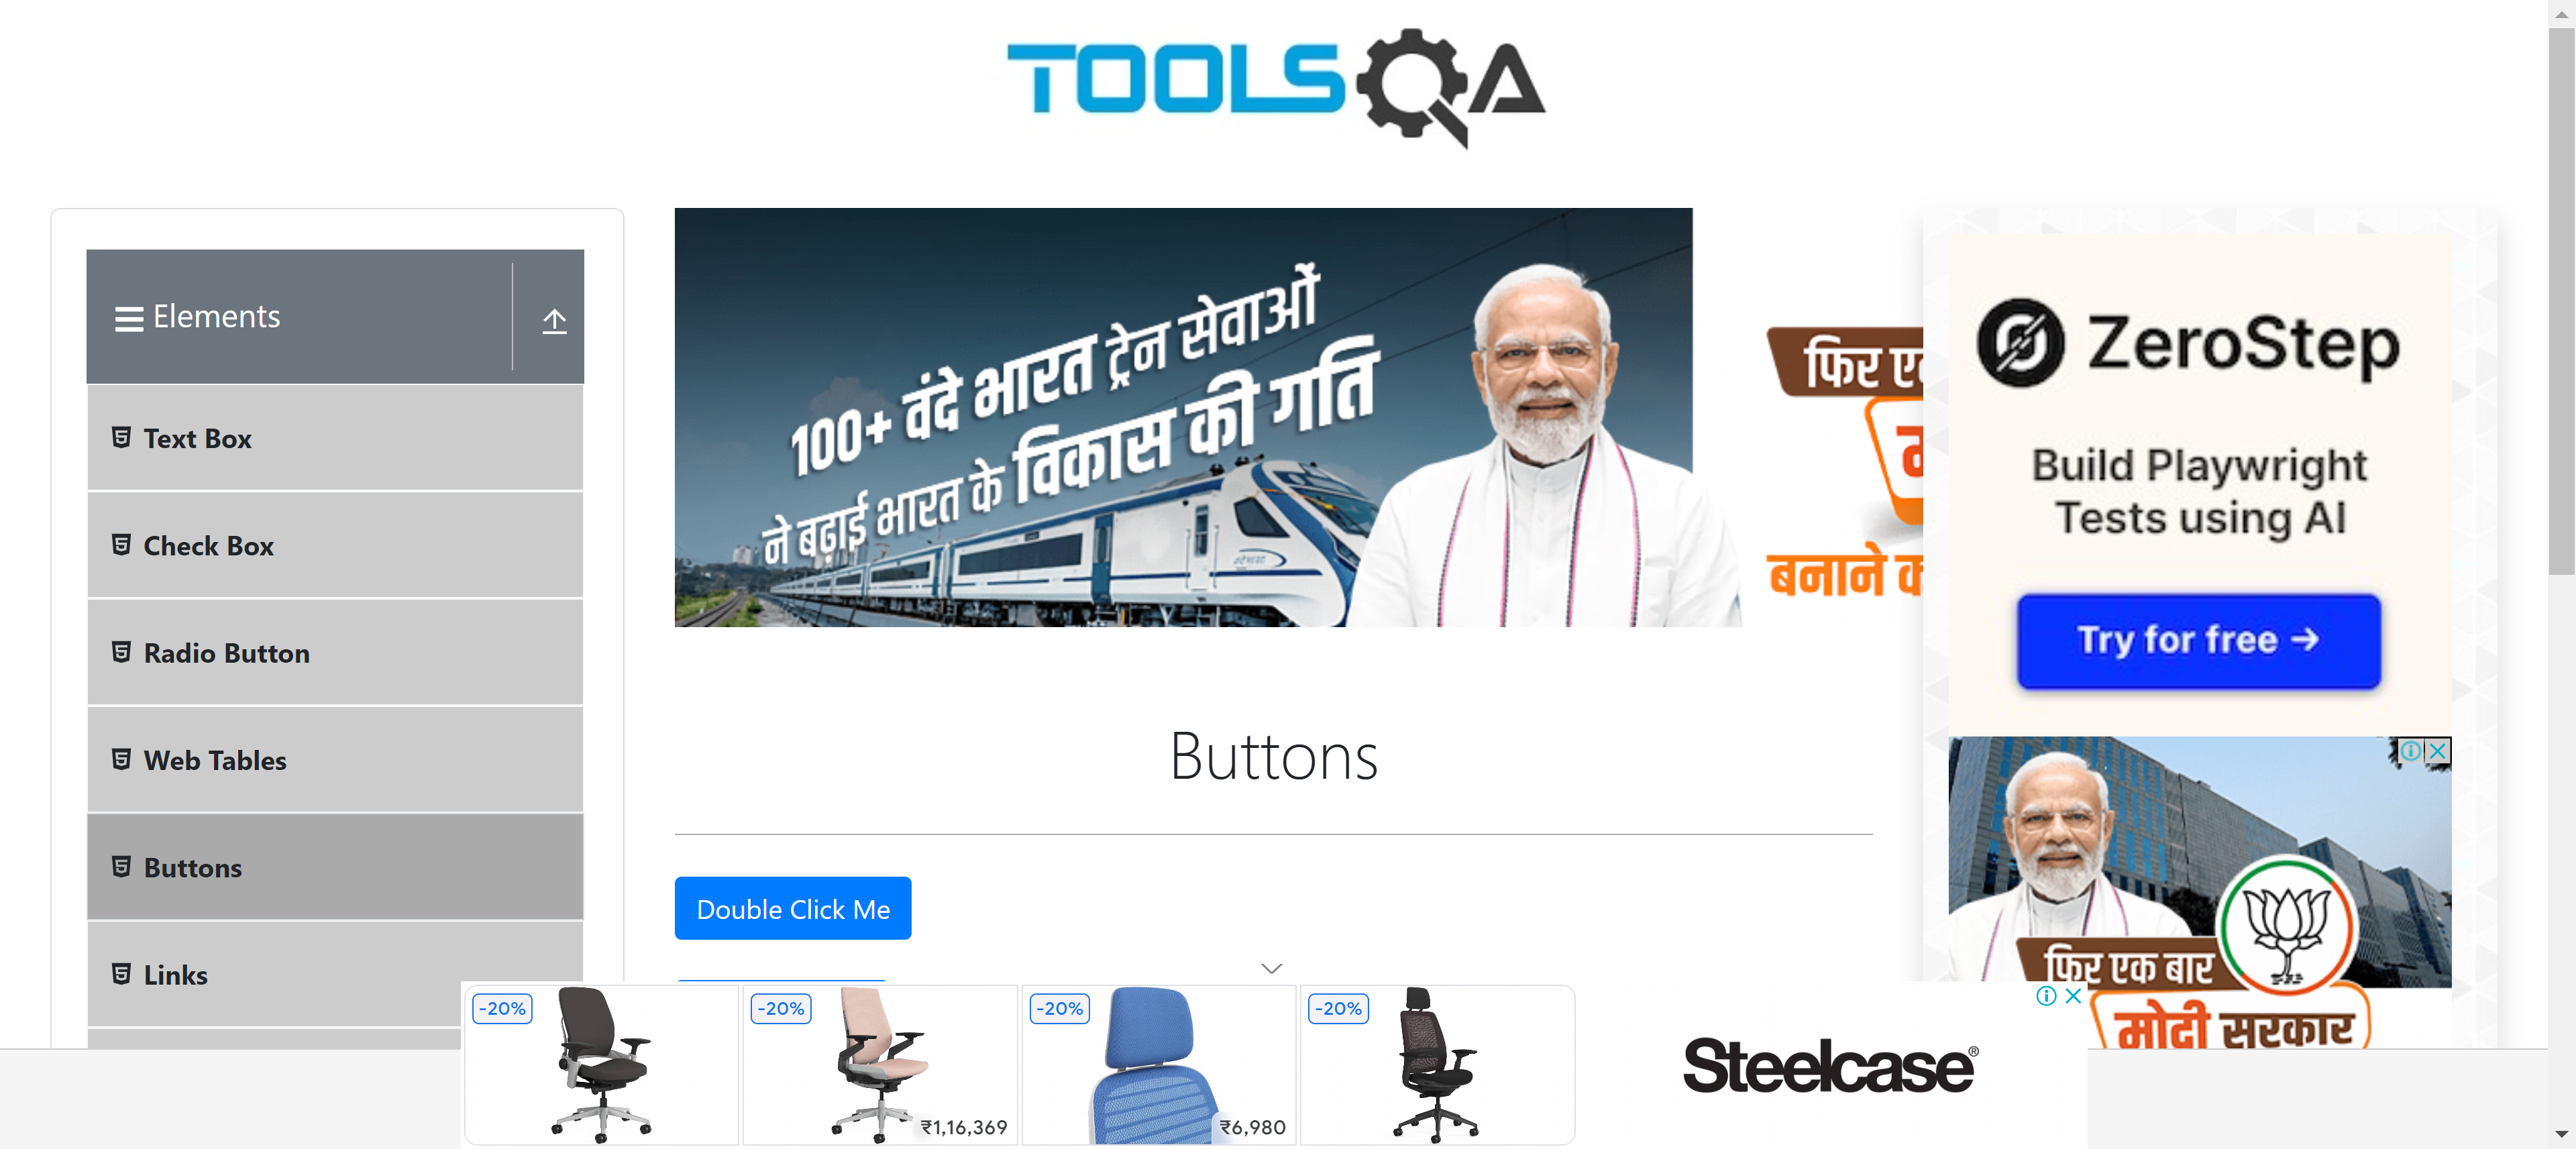 TOOLSQA
Elements
Text Box
Check Box
Radio Button
Web Tables
Buttons
Links
100+ वंदे भारत ट्रेन सेवाओं
ने बढ़ाई भारत के विकास की गति
फिर
बनाने
ZeroStep
Build Playwright
Tests using AI
Try for free →
फिर एक बार
मोदी सरकार
Buttons
Double Click Me
-20%
-20%
₹1,16,369
-20%
₹6,980
-20%
Steelcase®